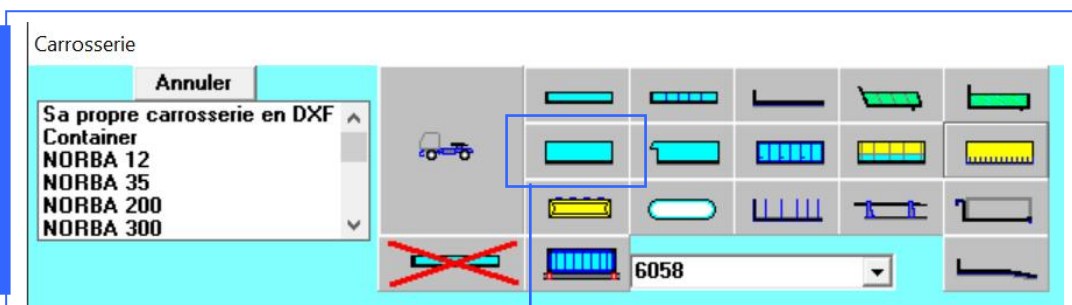 Carrosserie
Annuler
Sa propre carrosserie en DXF
Container
NORBA 12
NORBA 35
NORBA 200
NORBA 300
6058